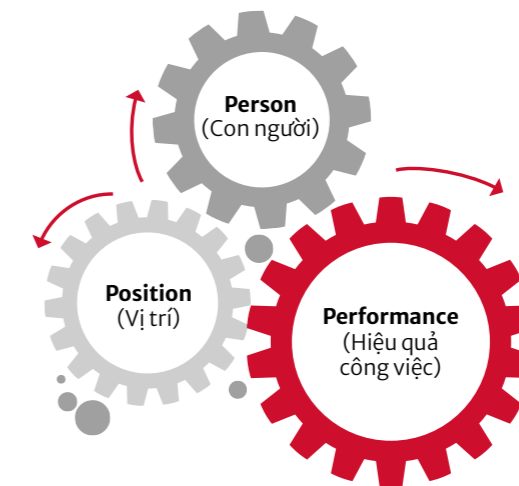 Person
(Con người)
Position
(Vị trí)
Performance
(Hiệu quả
công việc)